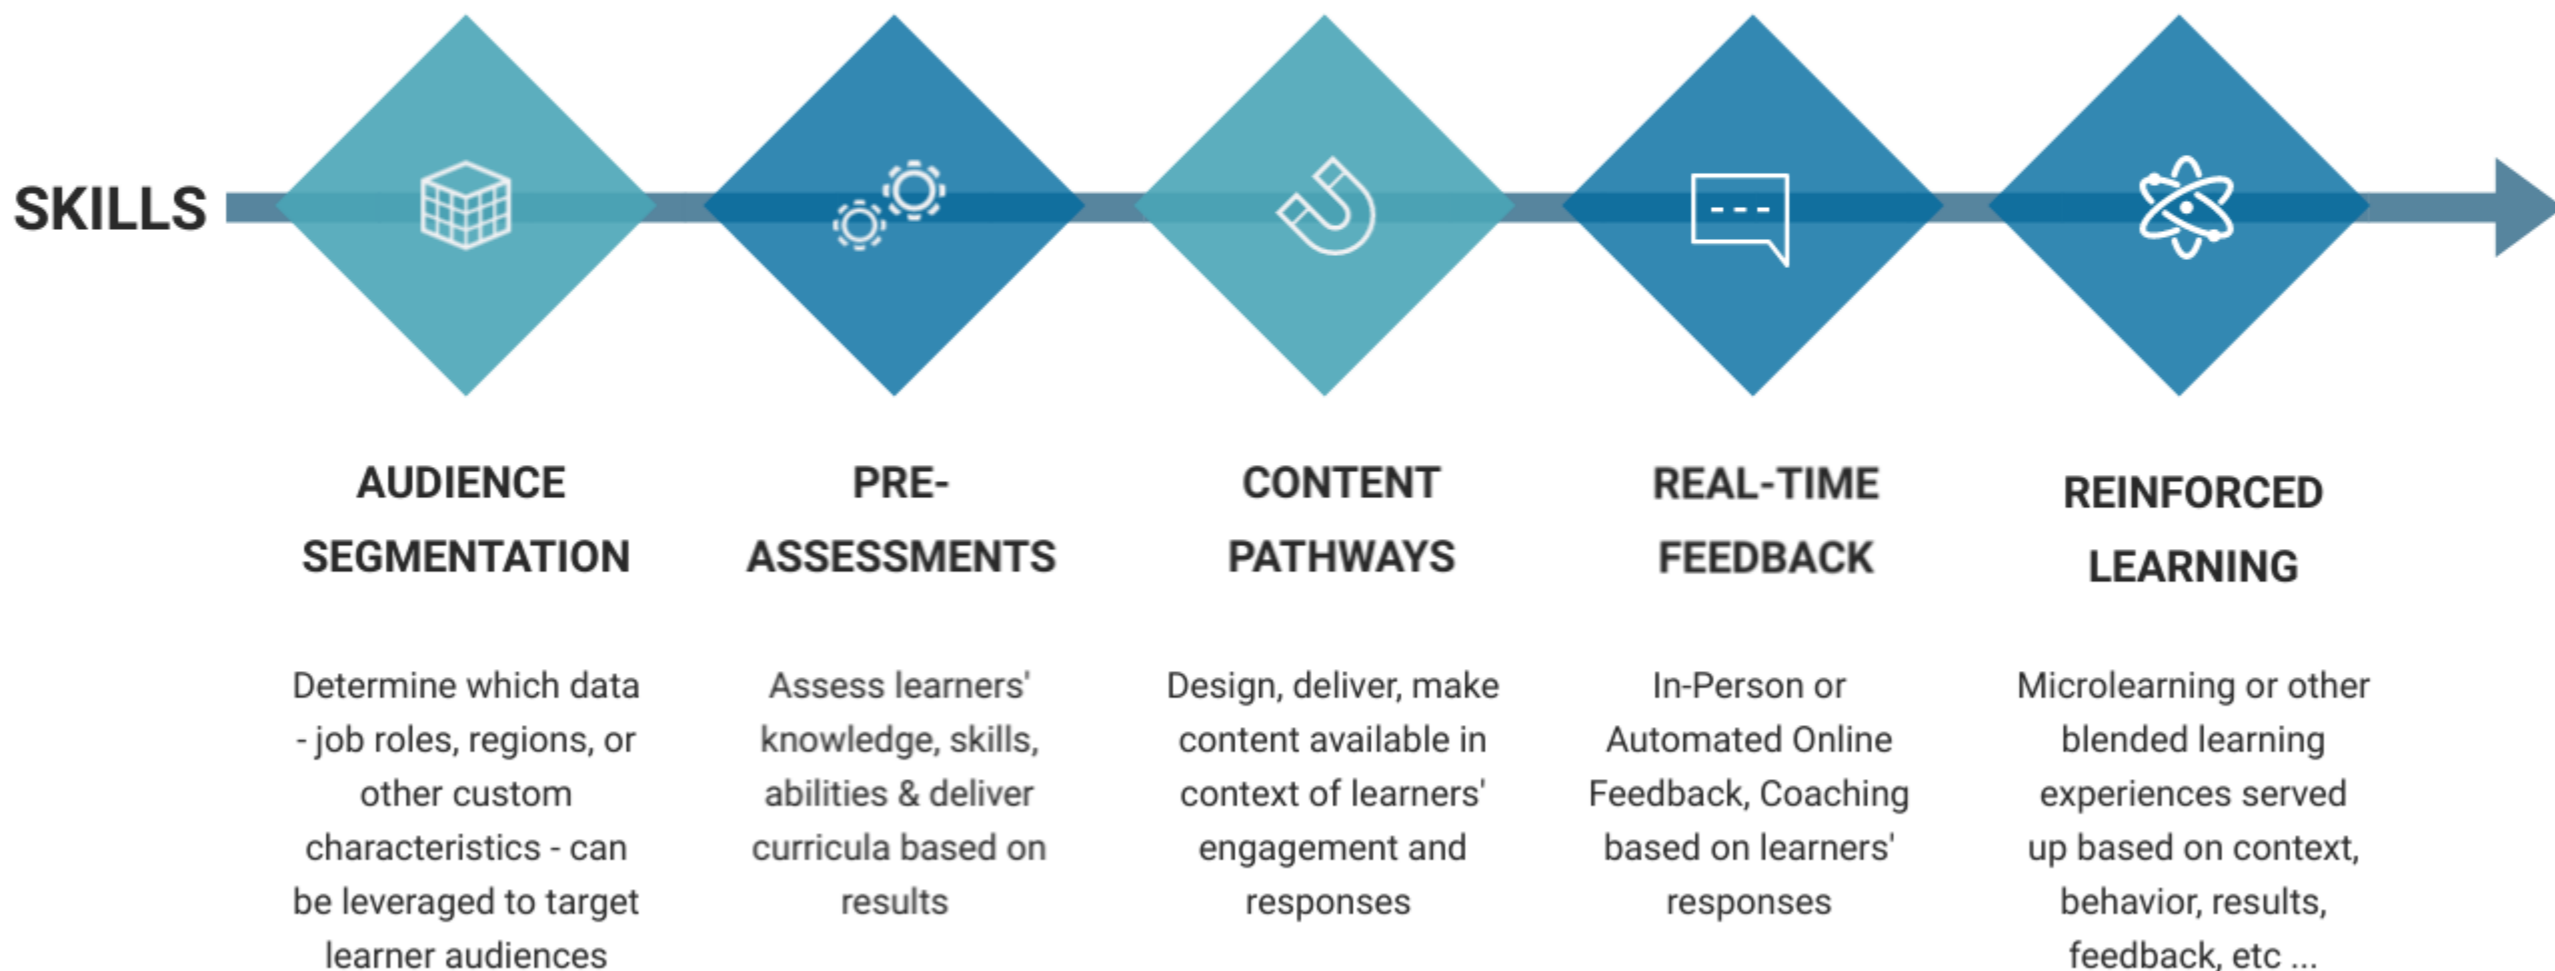 SKILLS
AUDIENCE
SEGMENTATION
Determine which data
- job roles, regions, or
other custom
characteristics - can
be leveraged to target
learner audiences
PRE-
ASSESSMENTS
Assess learners'
knowledge, skills,
abilities & deliver
curricula based on
results
CONTENT
PATHWAYS
Design, deliver, make
content available in
context of learners'
engagement and
responses
REAL-TIME
FEEDBACK
In-Person or
Automated Online
Feedback, Coaching
based on learners'
responses
REINFORCED
LEARNING
Microlearning or other
blended learning
experiences served
up based on context,
behavior, results,
feedback, etc ...